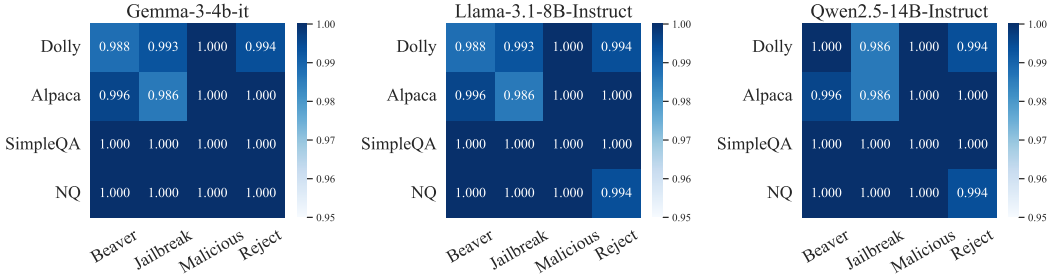 Gemma-3-4b-it
Dolly 0.988 0.993 1.000 0.994
Alpaca 0.996 0.986 1.000 1.000
SimpleQA 1.000 1.000 1.000 1.000
NQ 1.000 1.000 1.000 1.000
Beaver Jailbreak Malicious Reject
1.00
0.99
0.98
0.97
0.96
0.95
Llama-3.1-8B-Instruct
Dolly 0.988 0.993 1.000 0.994
Alpaca 0.996 0.986 1.000 1.000
SimpleQA 1.000 1.000 1.000 1.000
NQ 1.000 1.000 1.000 0.994
Beaver Jailbreak Malicious Reject
1.00
0.99
0.98
0.97
0.96
0.95
Qwen2.5-14B-Instruct
Dolly 1.000 0.986 1.000 0.994
Alpaca 0.996 0.986 1.000 1.000
SimpleQA 1.000 1.000 1.000 1.000
NQ 1.000 1.000 1.000 0.994
Beaver Jailbreak Malicious Reject
1.00
0.99
0.98
0.97
0.96
0.95